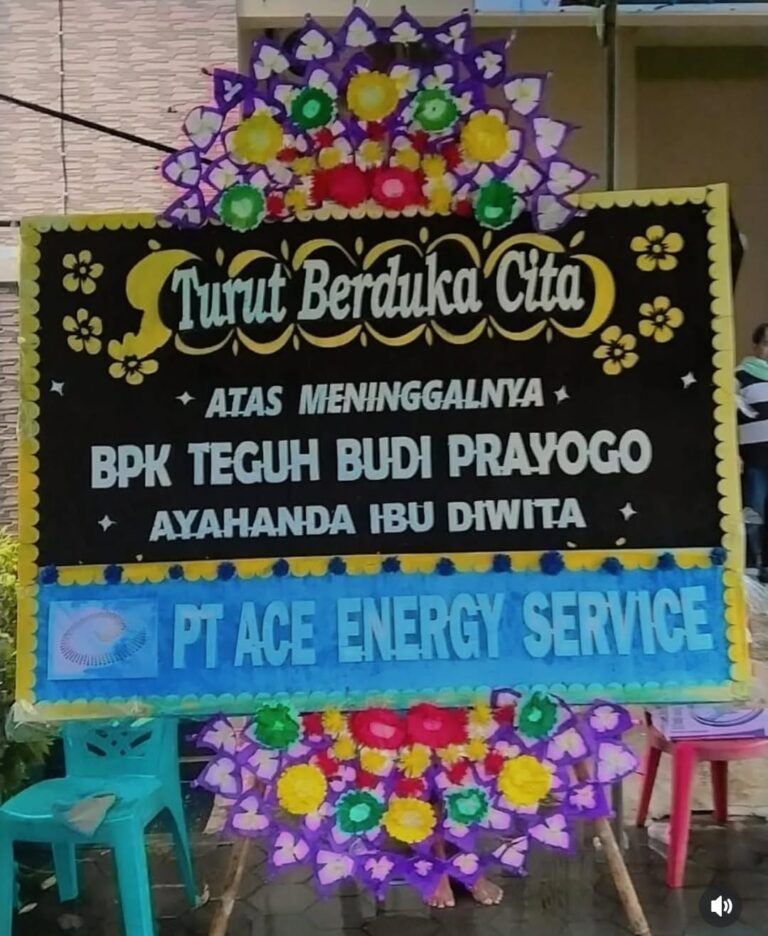 Turut Berduka Cita
ATAS MENINGGALNYA
BPK TEGUH BUDI PRAYOGO
AYAHANDA IBU DIWITA
PT ACE ENERGY SERVICE